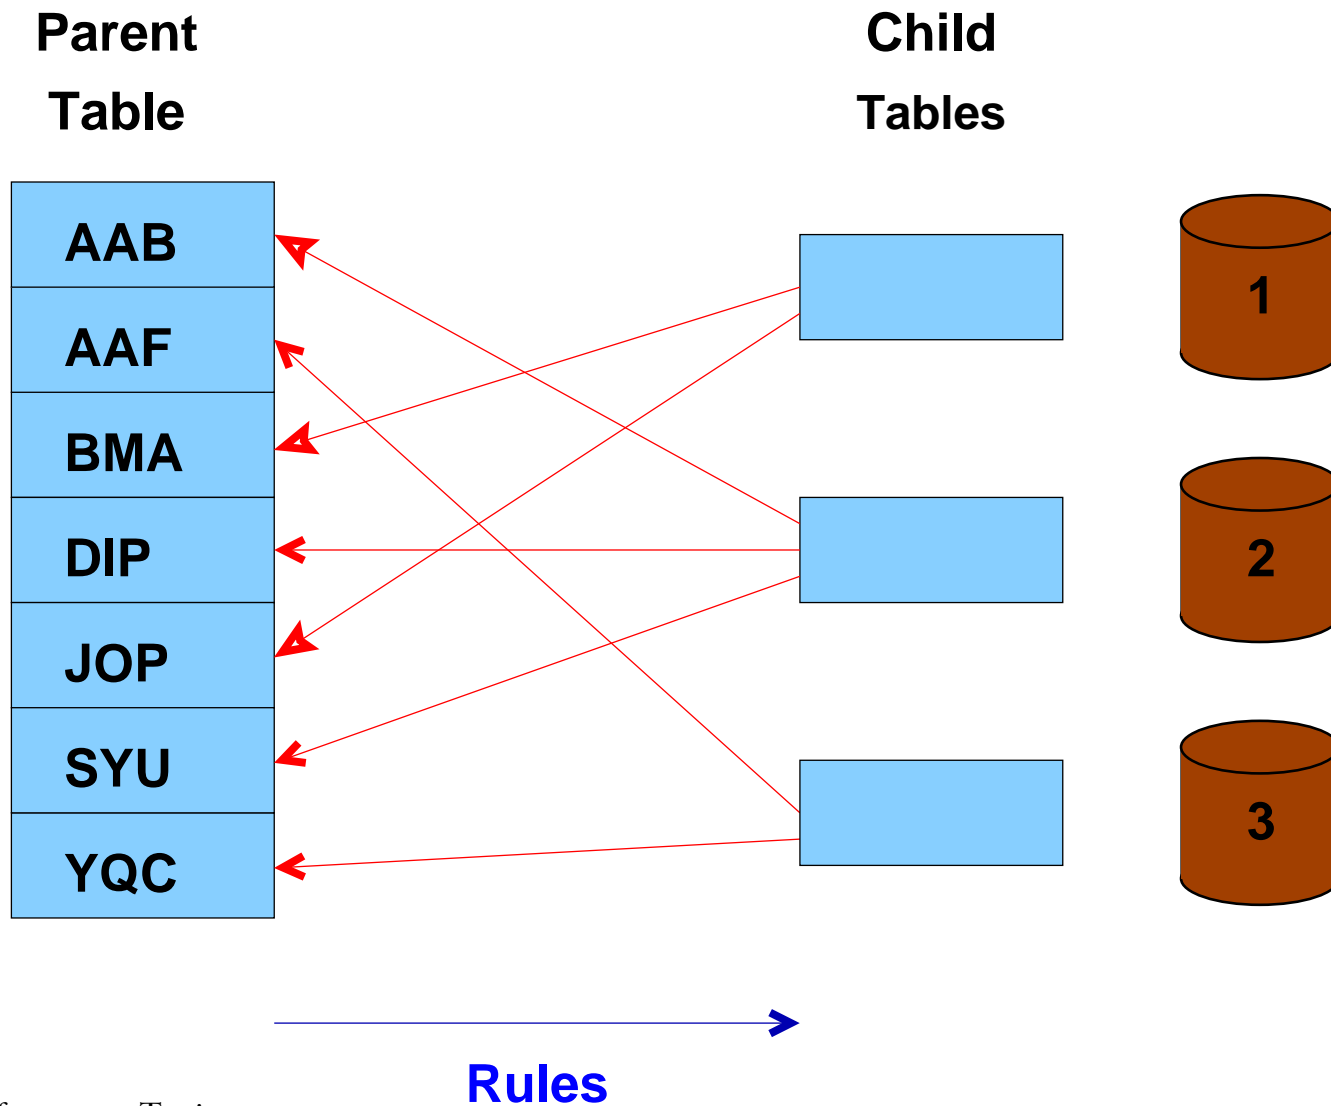 Parent
Table
Child
Tables
AAB
AAF
BMA
DIP
JOP
SYU
YQC
1
2
3
Rules